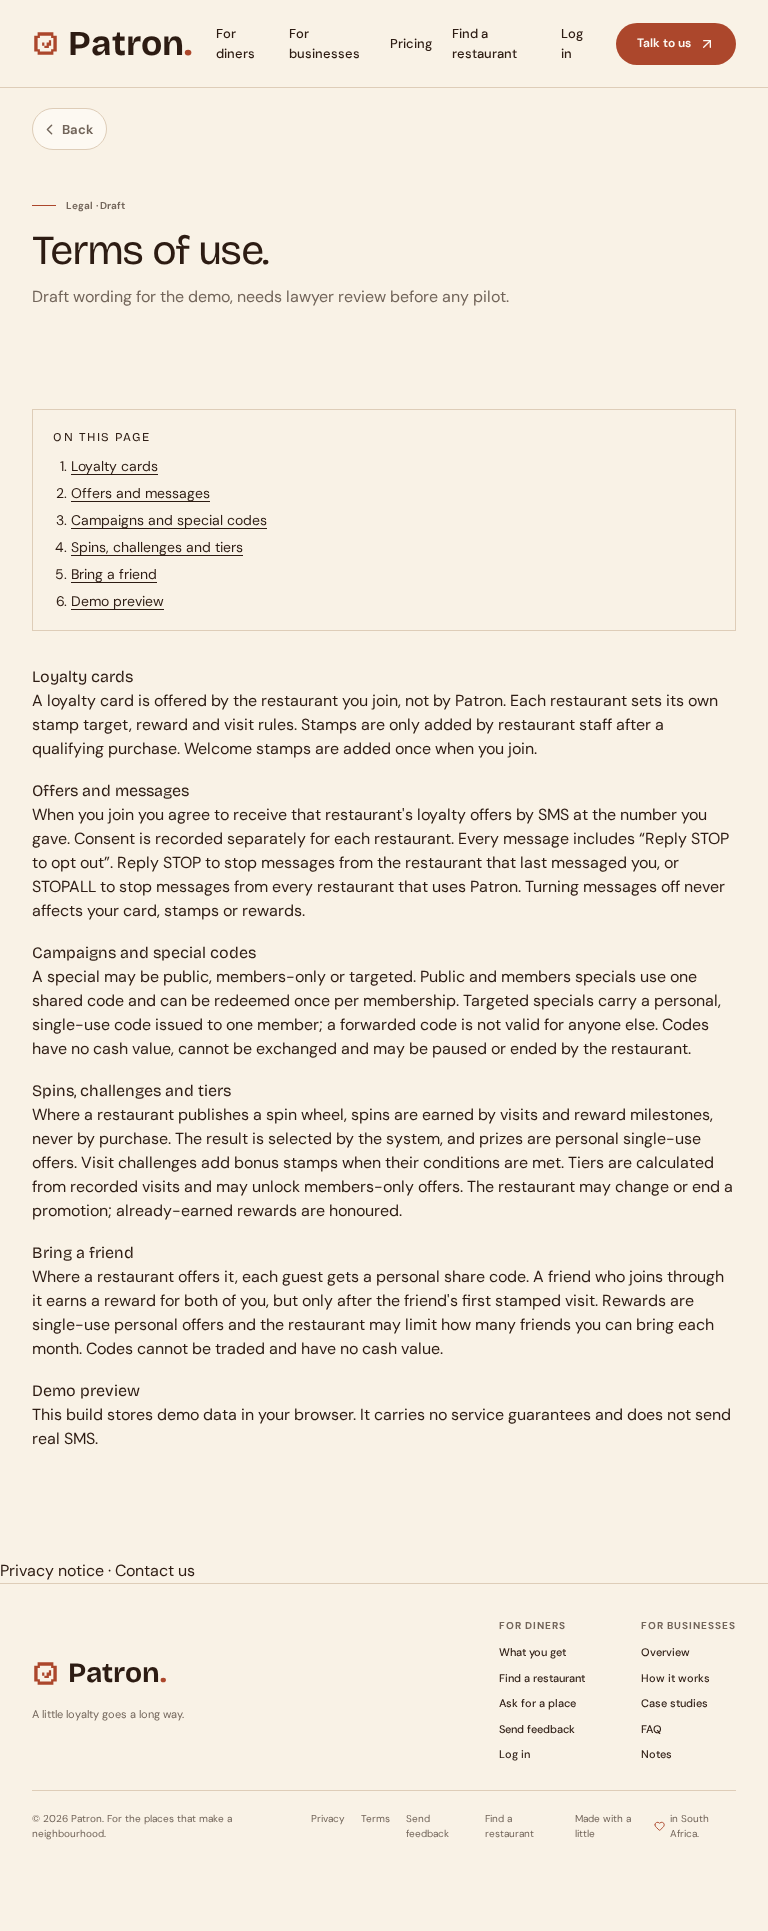 Patron.
For diners
For businesses
Pricing
Find a restaurant
Log in
Talk to us
Back
Legal · Draft
Terms of use.
Draft wording for the demo, needs lawyer review before any pilot.
ON THIS PAGE
1. Loyalty cards
2. Offers and messages
3. Campaigns and special codes
4. Spins, challenges and tiers
5. Bring a friend
6. Demo preview
Loyalty cards
A loyalty card is offered by the restaurant you join, not by Patron. Each restaurant sets its own
stamp target, reward and visit rules. Stamps are only added by restaurant staff after a
qualifying purchase. Welcome stamps are added once when you join.
Offers and messages
When you join you agree to receive that restaurant's loyalty offers by SMS at the number you
gave. Consent is recorded separately for each restaurant. Every message includes “Reply STOP
to opt out”. Reply STOP to stop messages from the restaurant that last messaged you, or
STOPALL to stop messages from every restaurant that uses Patron. Turning messages off never
affects your card, stamps or rewards.
Campaigns and special codes
A special may be public, members-only or targeted. Public and members specials use one
shared code and can be redeemed once per membership. Targeted specials carry a personal,
single-use code issued to one member; a forwarded code is not valid for anyone else. Codes
have no cash value, cannot be exchanged and may be paused or ended by the restaurant.
Spins, challenges and tiers
Where a restaurant publishes a spin wheel, spins are earned by visits and reward milestones,
never by purchase. The result is selected by the system, and prizes are personal single-use
offers. Visit challenges add bonus stamps when their conditions are met. Tiers are calculated
from recorded visits and may unlock members-only offers. The restaurant may change or end a
promotion; already-earned rewards are honoured.
Bring a friend
Where a restaurant offers it, each guest gets a personal share code. A friend who joins through
it earns a reward for both of you, but only after the friend's first stamped visit. Rewards are
single-use personal offers and the restaurant may limit how many friends you can bring each
month. Codes cannot be traded and have no cash value.
Demo preview
This build stores demo data in your browser. It carries no service guarantees and does not send
real SMS.
Privacy notice · Contact us
Patron.
A little loyalty goes a long way.
FOR DINERS
What you get
Find a restaurant
Ask for a place
Send feedback
Log in
FOR BUSINESSES
Overview
How it works
Case studies
FAQ
Notes
© 2026 Patron. For the places that make a
neighbourhood.
Privacy
Terms
Send
feedback
Find a
restaurant
Made with a
little
in South
Africa.